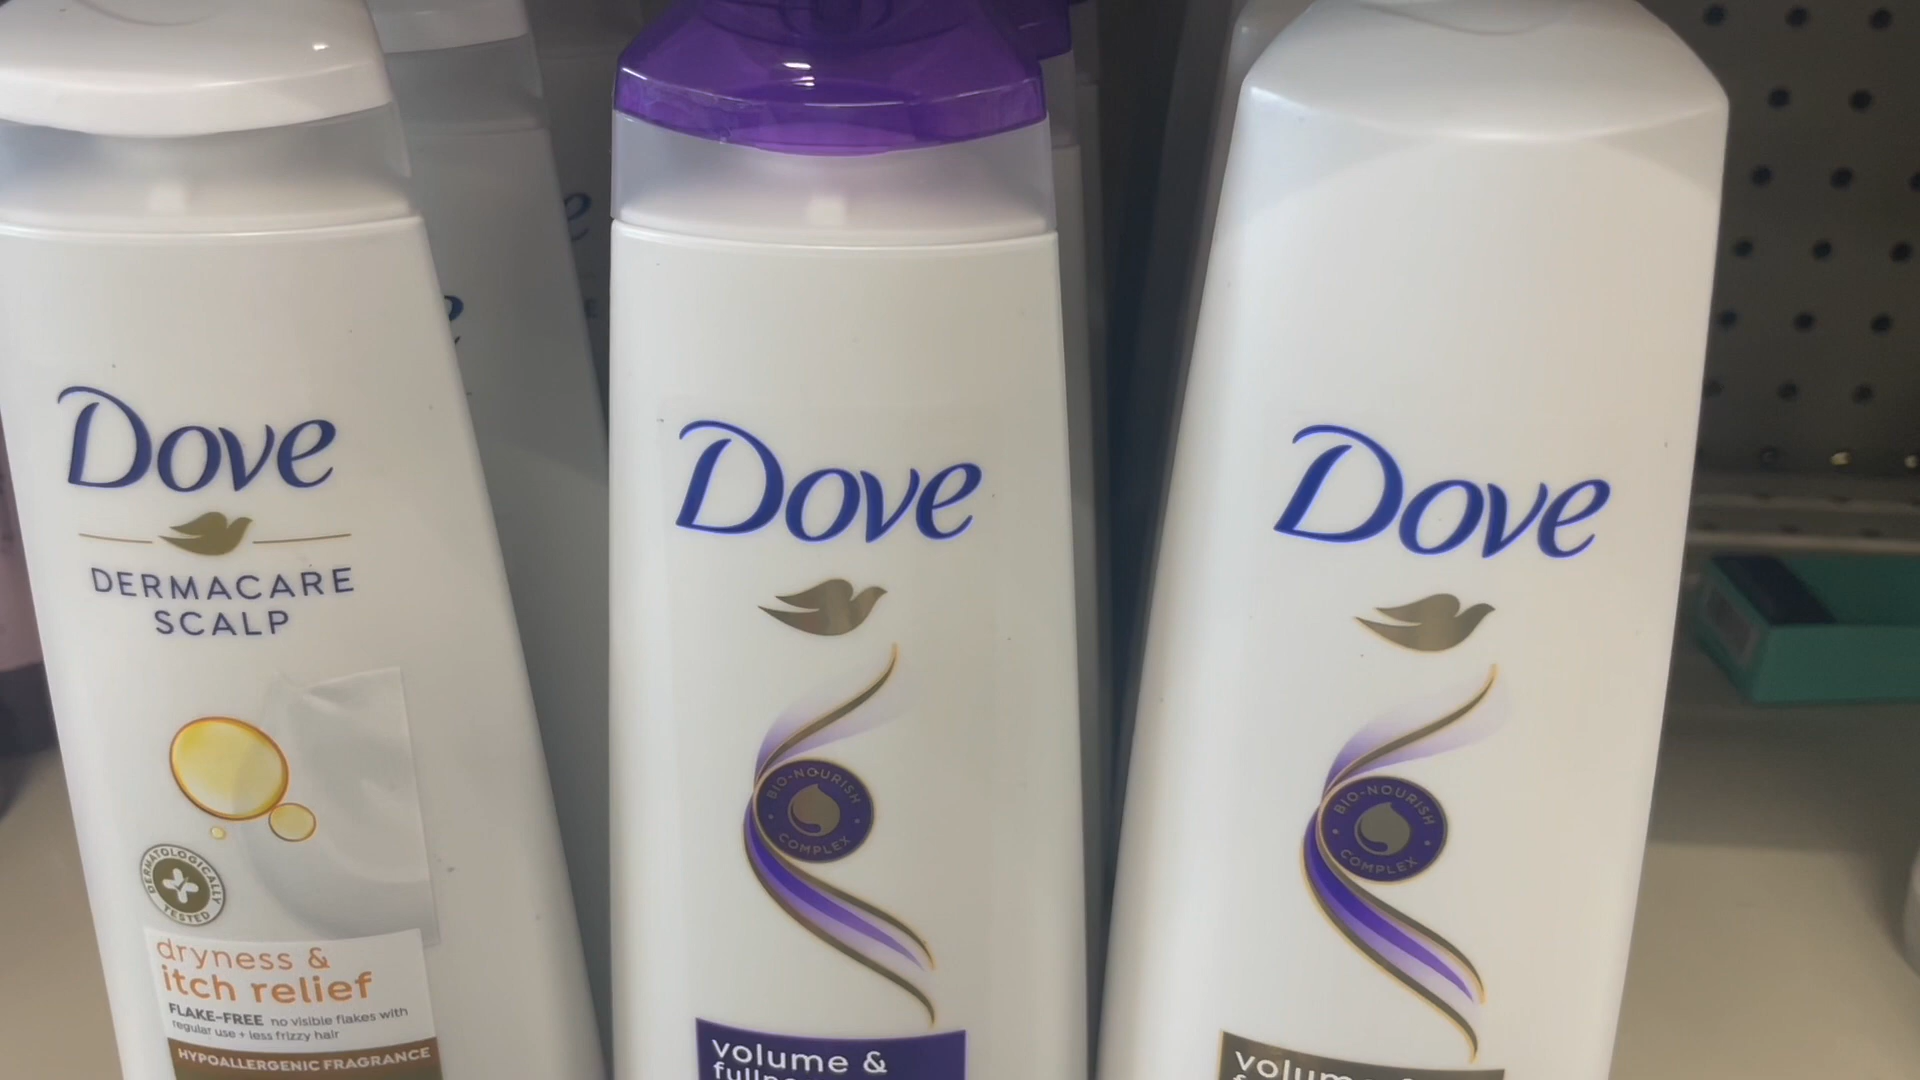 Dove
DERMACARE
SCALP
DERMATOLOGICALLY
TESTED
dryness &
itch relief
FLAKE-FREE no visible flakes with
regular use + less frizzy hair
HYPOALLERGENIC FRAGRANCE
Dove
BIO-NOURISH
COMPLEX
volume &
Dove
BIO-NOURISH
COMPLEX